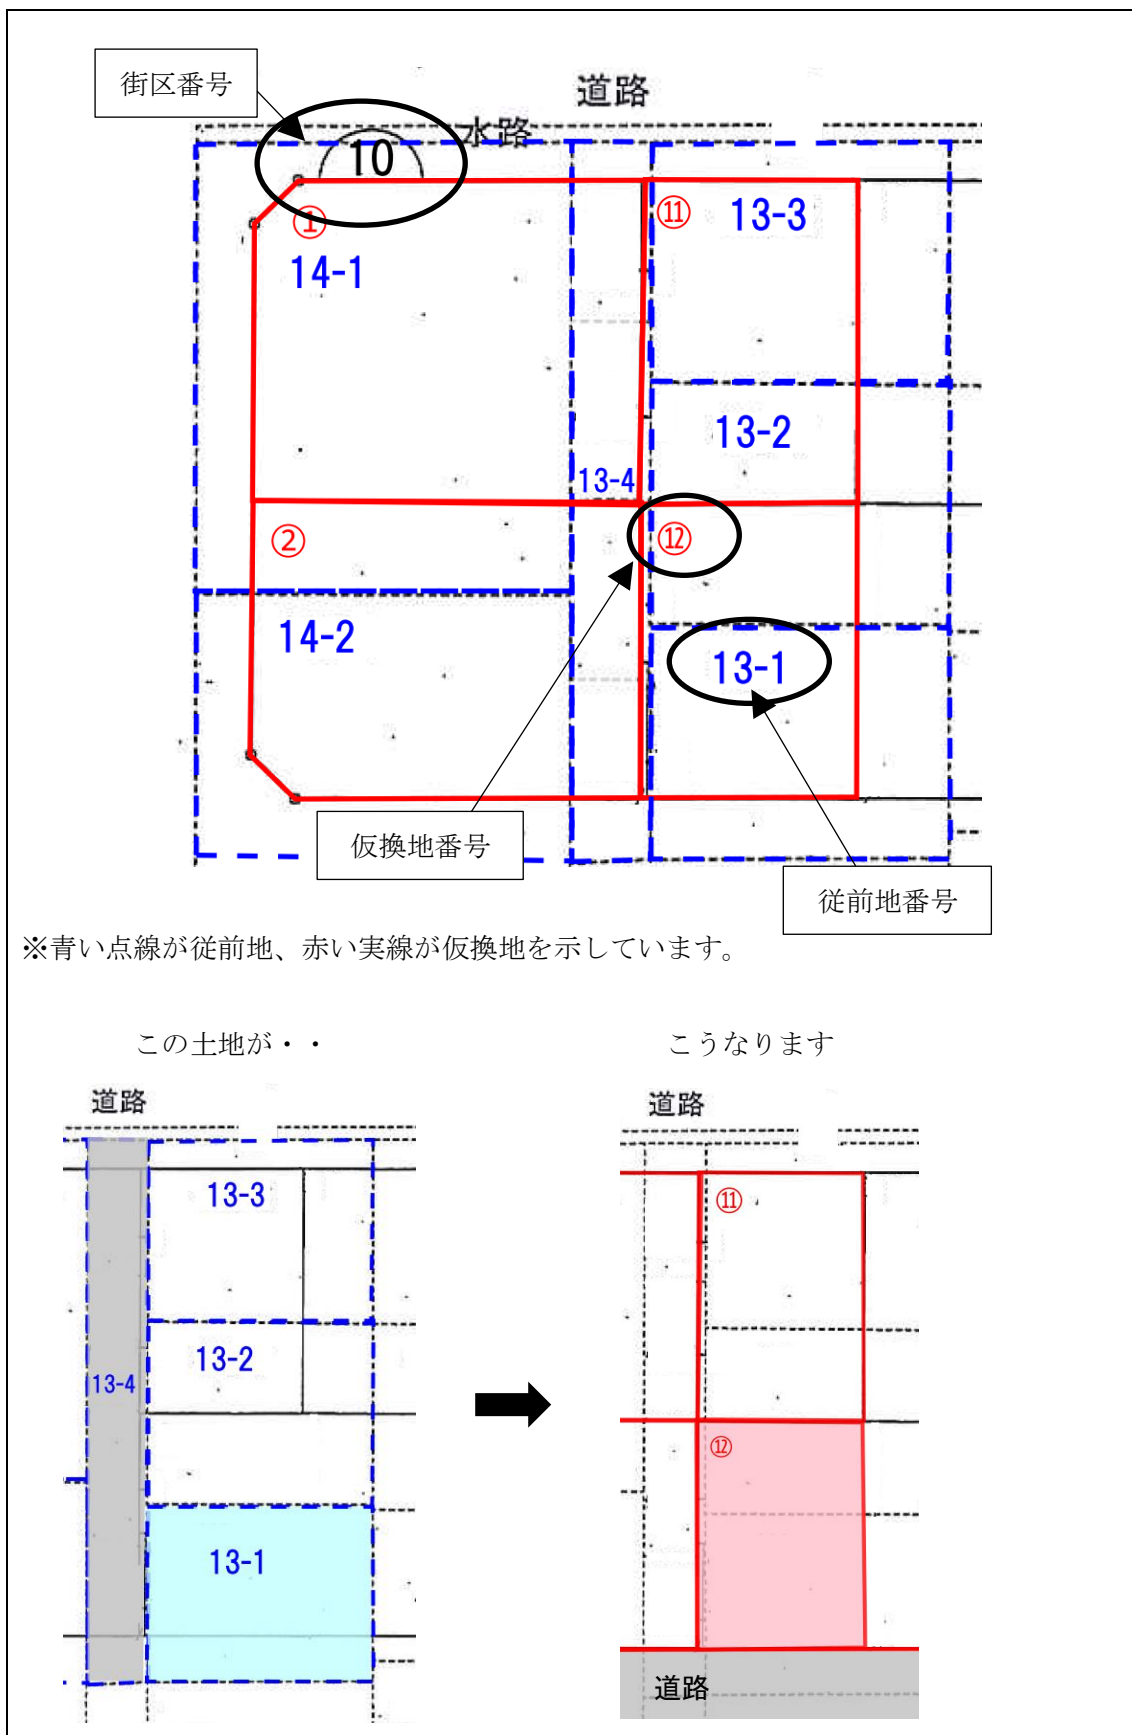 街区番号
道路
水路
10
①
⑪
13-3
14-1
13-2
13-4
②
⑫
14-2
13-1
仮換地番号
従前地番号
※青い点線が従前地、赤い実線が仮換地を示しています。
この土地が・・
こうなります
道路
13-3
13-2
13-4
13-1
道路
⑪
⑫
道路